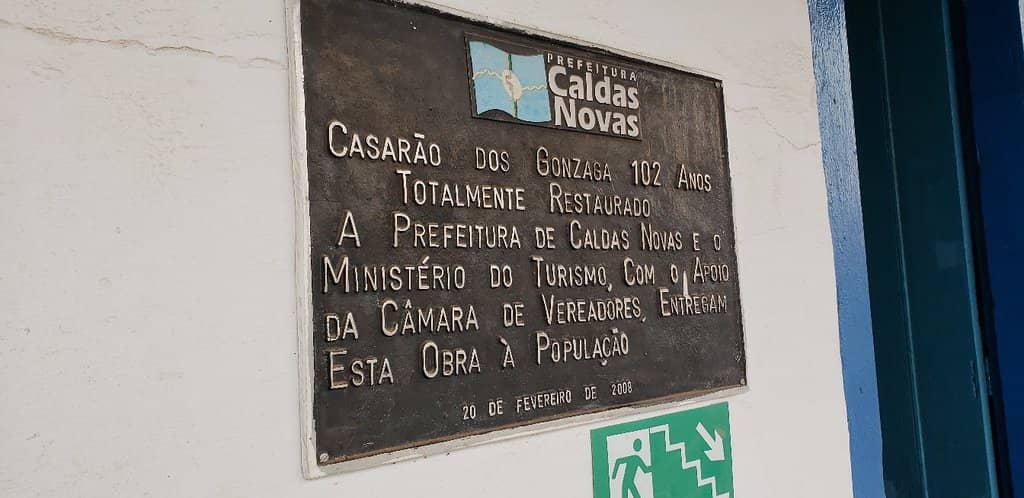 PREFEITURA
Caldas
Novas
CASARÃO DOS GONZAGA 102 ANOS
TOTALMENTE RESTAURADO
A PREFEITURA DE CALDAS NOVAS E O
MINISTÉRIO DO TURISMO, COM O APOIO
DA CÂMARA DE VEREADORES, ENTREGAM
ESTA OBRA À POPULAÇÃO
20 DE FEVEREIRO DE 2008